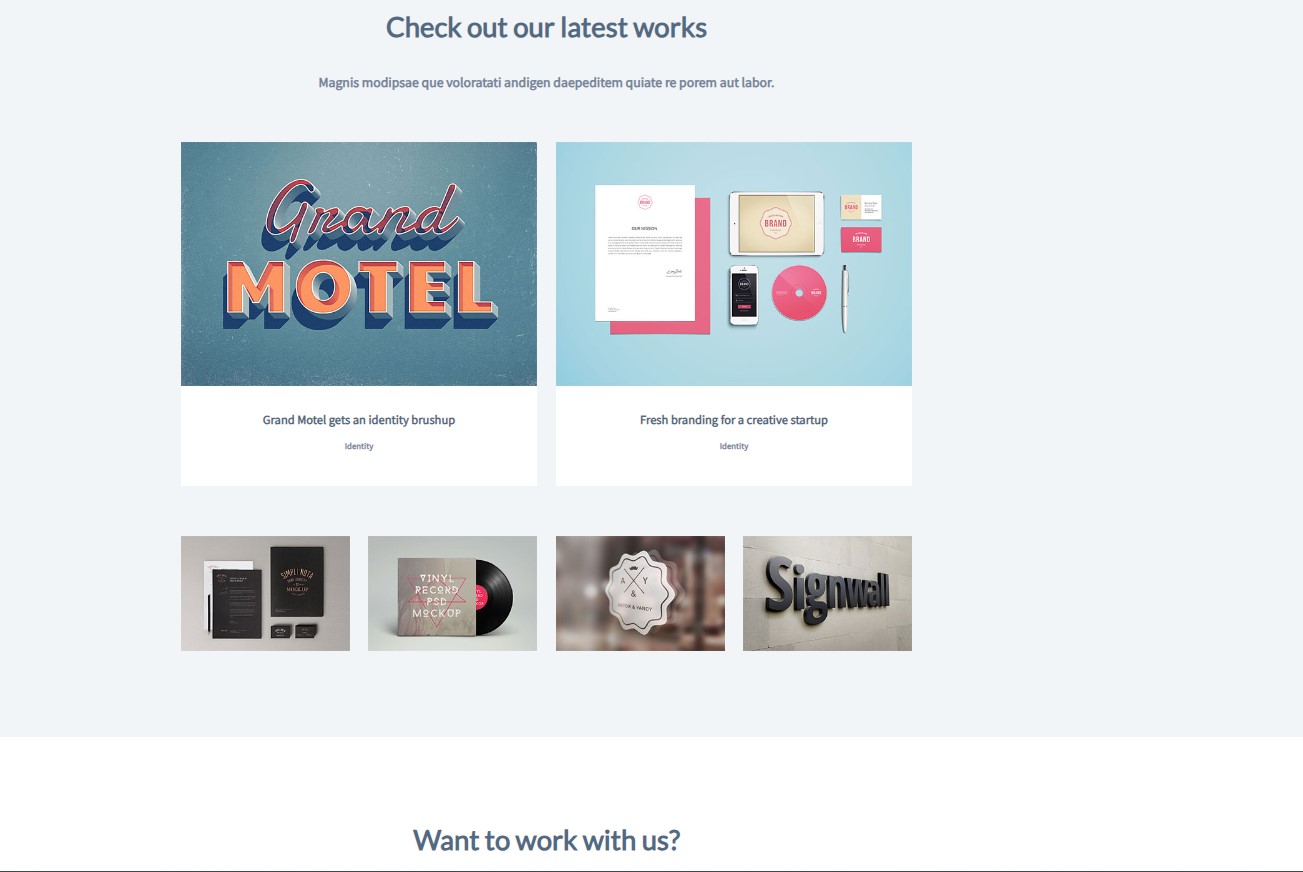 Check out our latest works
Magnis modipsae que voloratati andigen daepeditem quiate re porem aut labor.
Grand
MOTEL
BRAND
OUR MISSION
BRAND
BRAND
BRAND
Grand Motel gets an identity brushup
Identity
Fresh branding for a creative startup
Identity
SIMPLI NOTA
MOCKUP
VINYL
RECORD
PSD
MOCKUP
A Y
&
Signwall
Want to work with us?